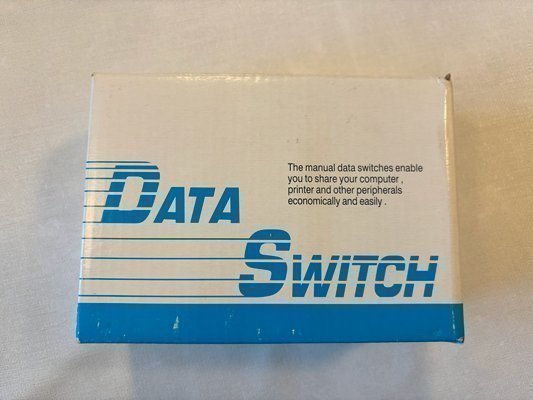 The manual data switches enable
you to share your computer ,
printer and other peripherals
economically and easily .
DATA
SWITCH